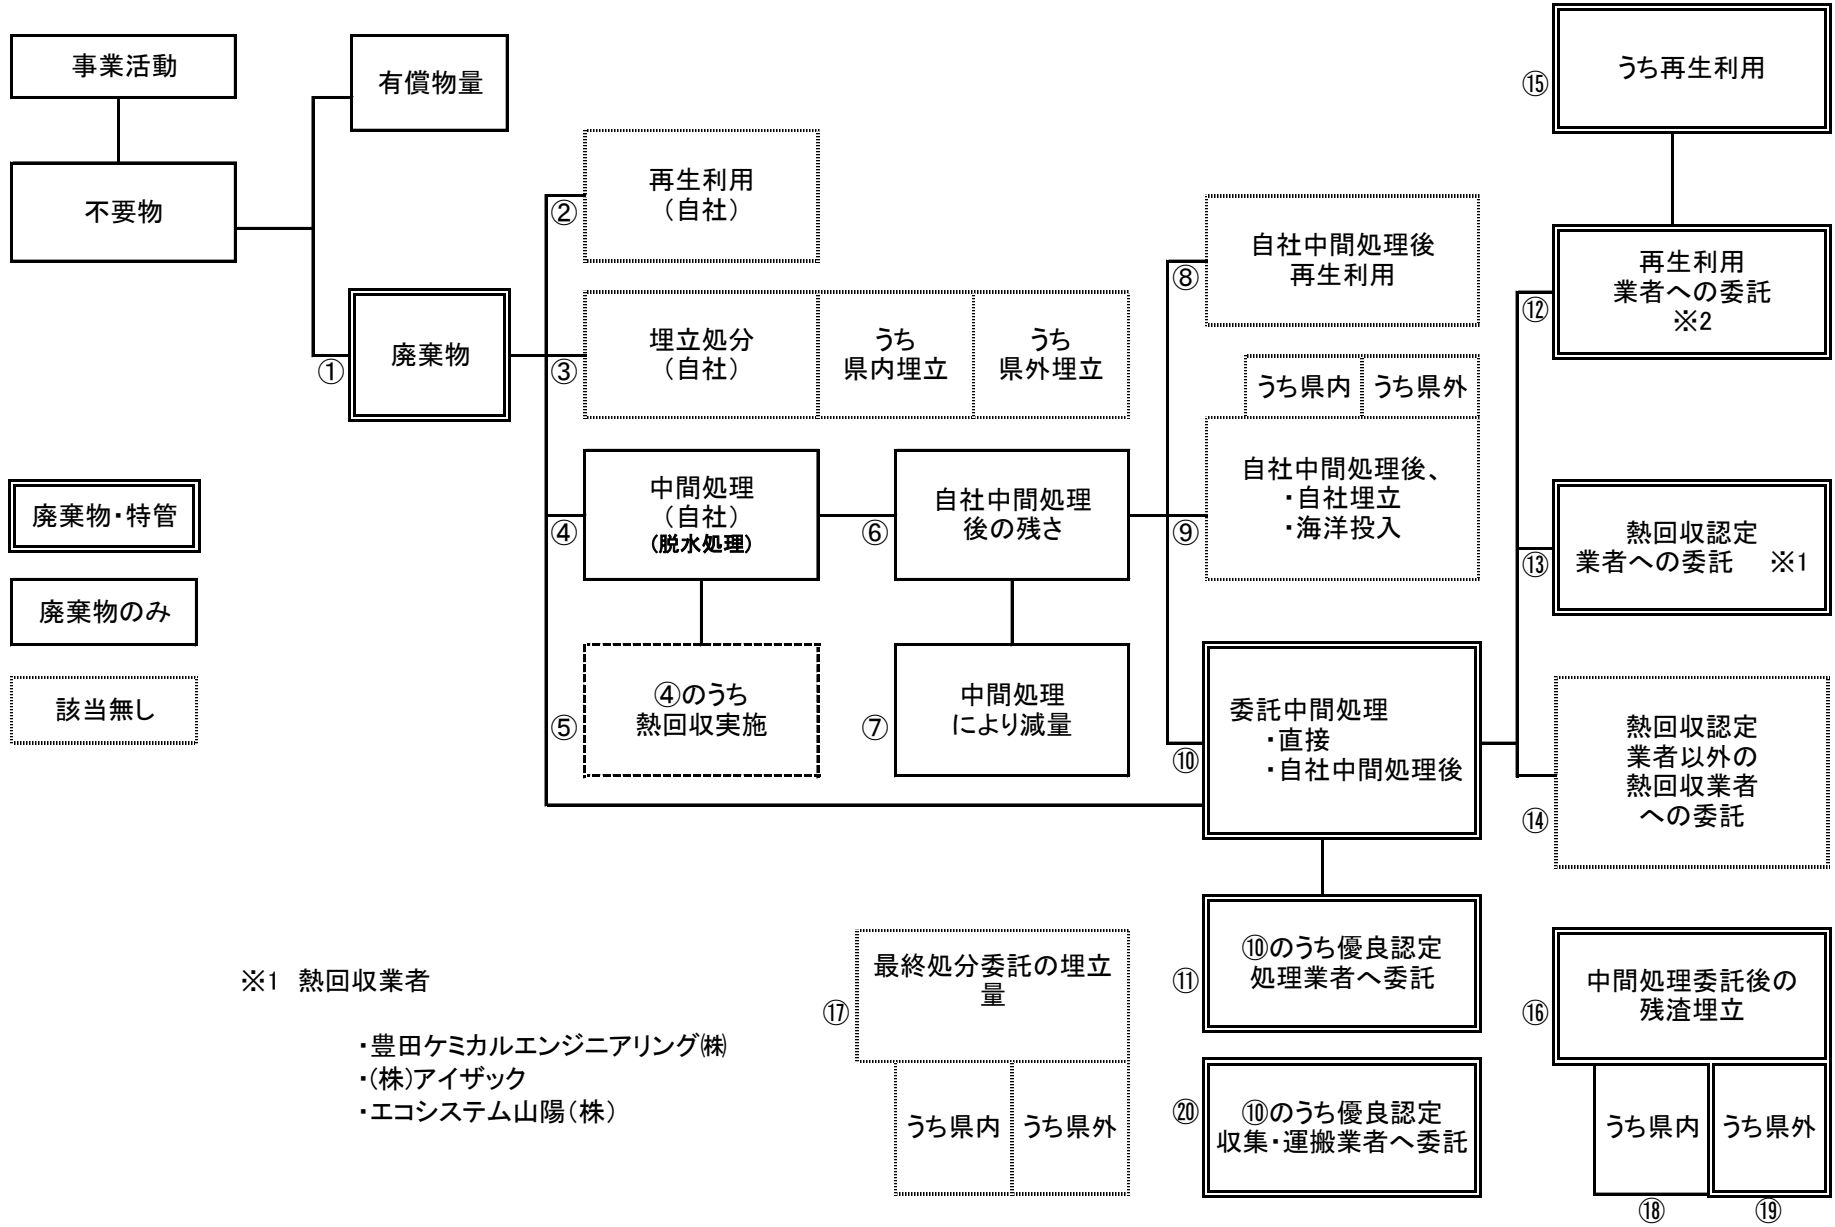 事業活動
不要物
有償物量
① 廃棄物
② 再生利用
（自社）
③ 埋立処分
（自社）
うち
県内埋立
うち
県外埋立
④ 中間処理
（自社）
(脱水処理)
⑤ ④のうち
熱回収実施
⑥ 自社中間処理
後の残さ
⑦ 中間処理
により減量
⑧ 自社中間処理後
再生利用
うち県内
うち県外
⑨ 自社中間処理後、
・自社埋立
・海洋投入
⑩ 委託中間処理
・直接
・自社中間処理後
⑪ ⑩のうち優良認定
処理業者へ委託
⑳ ⑩のうち優良認定
収集・運搬業者へ委託
⑮ うち再生利用
⑫ 再生利用
業者への委託
※2
⑬ 熱回収認定
業者への委託　※1
⑭ 熱回収認定
業者以外の
熱回収業者
への委託
⑯ 中間処理委託後の
残渣埋立
うち県内
⑱
うち県外
⑲
⑰ 最終処分委託の埋立
量
うち県内
うち県外
廃棄物・特管
廃棄物のみ
該当無し
※1　熱回収業者
・豊田ケミカルエンジニアリング㈱
・(株)アイザック
・エコシステム山陽（株）